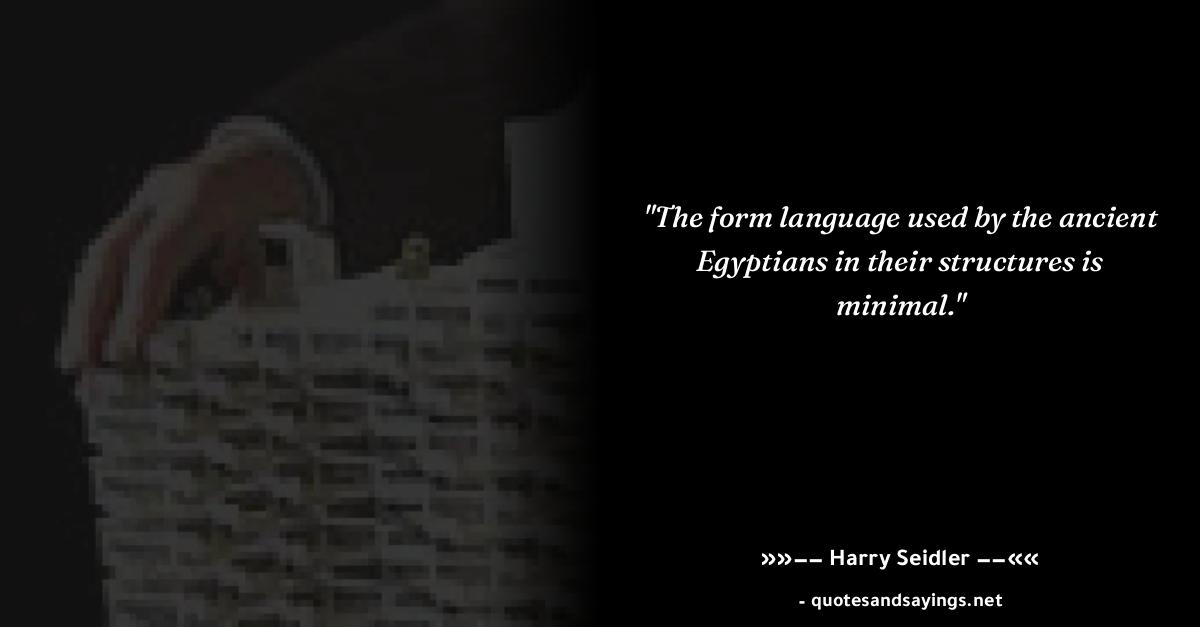 "The form language used by the ancient
Egyptians in their structures is
minimal."
»»–– Harry Seidler ––««
- quotesandsayings.net